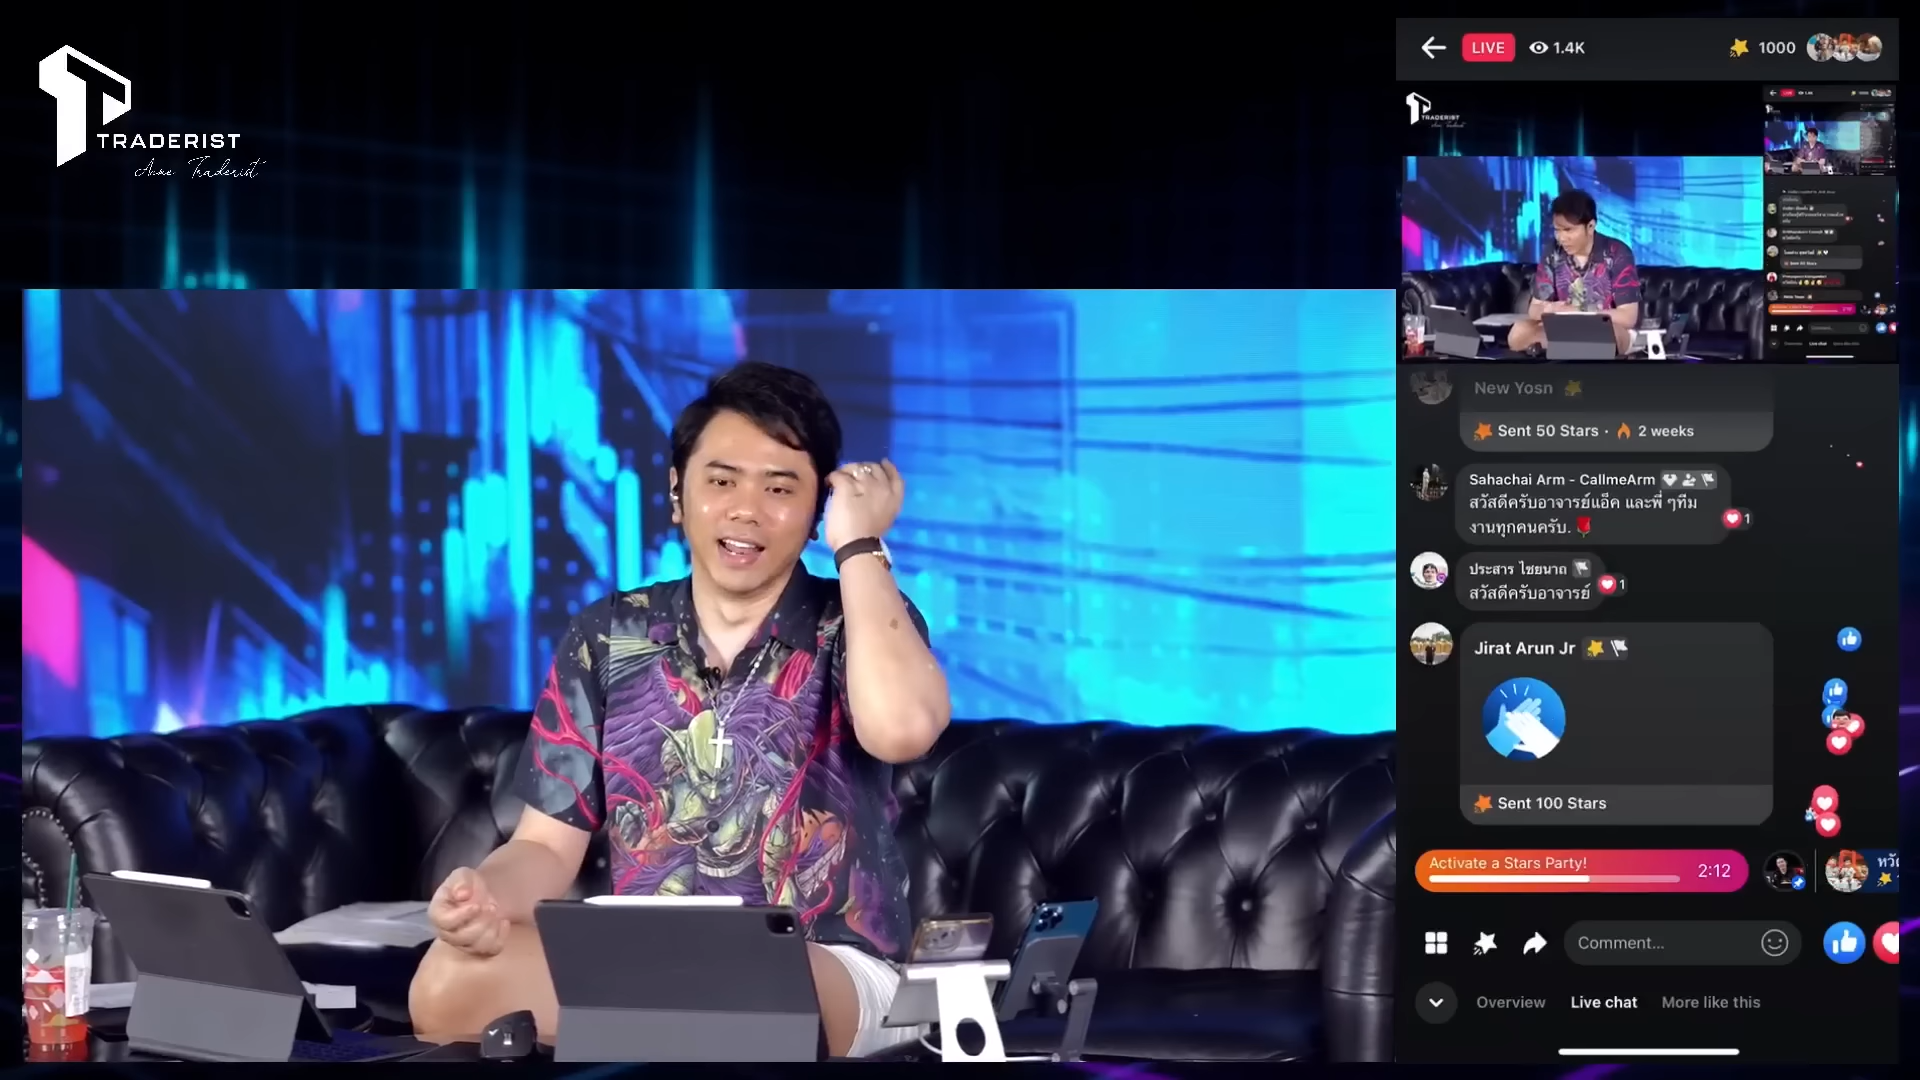 TRADERIST
Acme Traderist
LIVE
1.4K
1000
TRADERIST
New Yosn
Sent 50 Stars · 2 weeks
Sahachai Arm - CallmeArm
สวัสดีครับอาจารย์แอ็ค และพี่ ๆทีม
งานทุกคนครับ.
1
ประสาร ไชยนาถ
สวัสดีครับอาจารย์
1
Jirat Arun Jr
Sent 100 Stars
Activate a Stars Party!
2:12
Comment...
Overview
Live chat
More like this